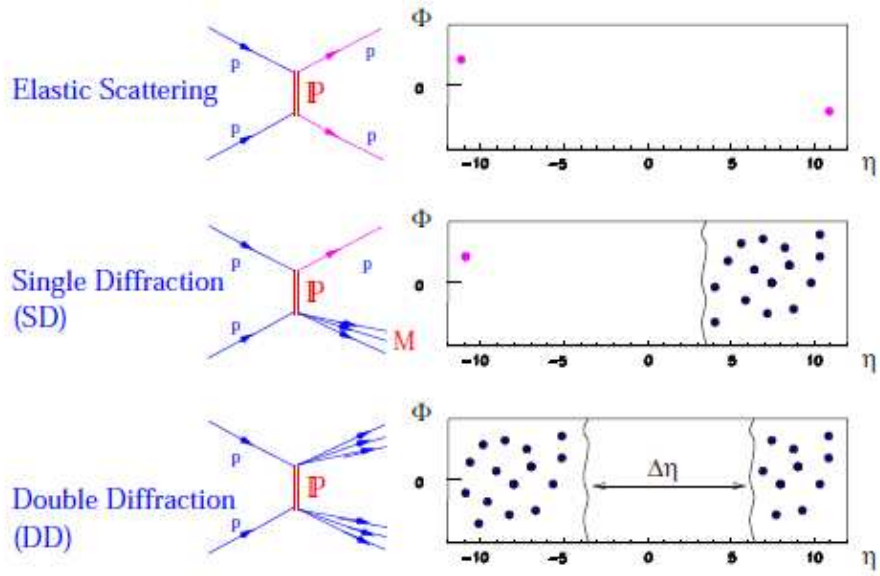 Elastic Scattering
p
p
p
p
ℙ
Φ
0
-10 -5 0 5 10 η
Single Diffraction
(SD)
p
p
p
ℙ
M
Φ
0
-10 -5 0 5 10 η
Double Diffraction
(DD)
p
p
ℙ
Φ
0
Δη
-10 -5 0 5 10 η